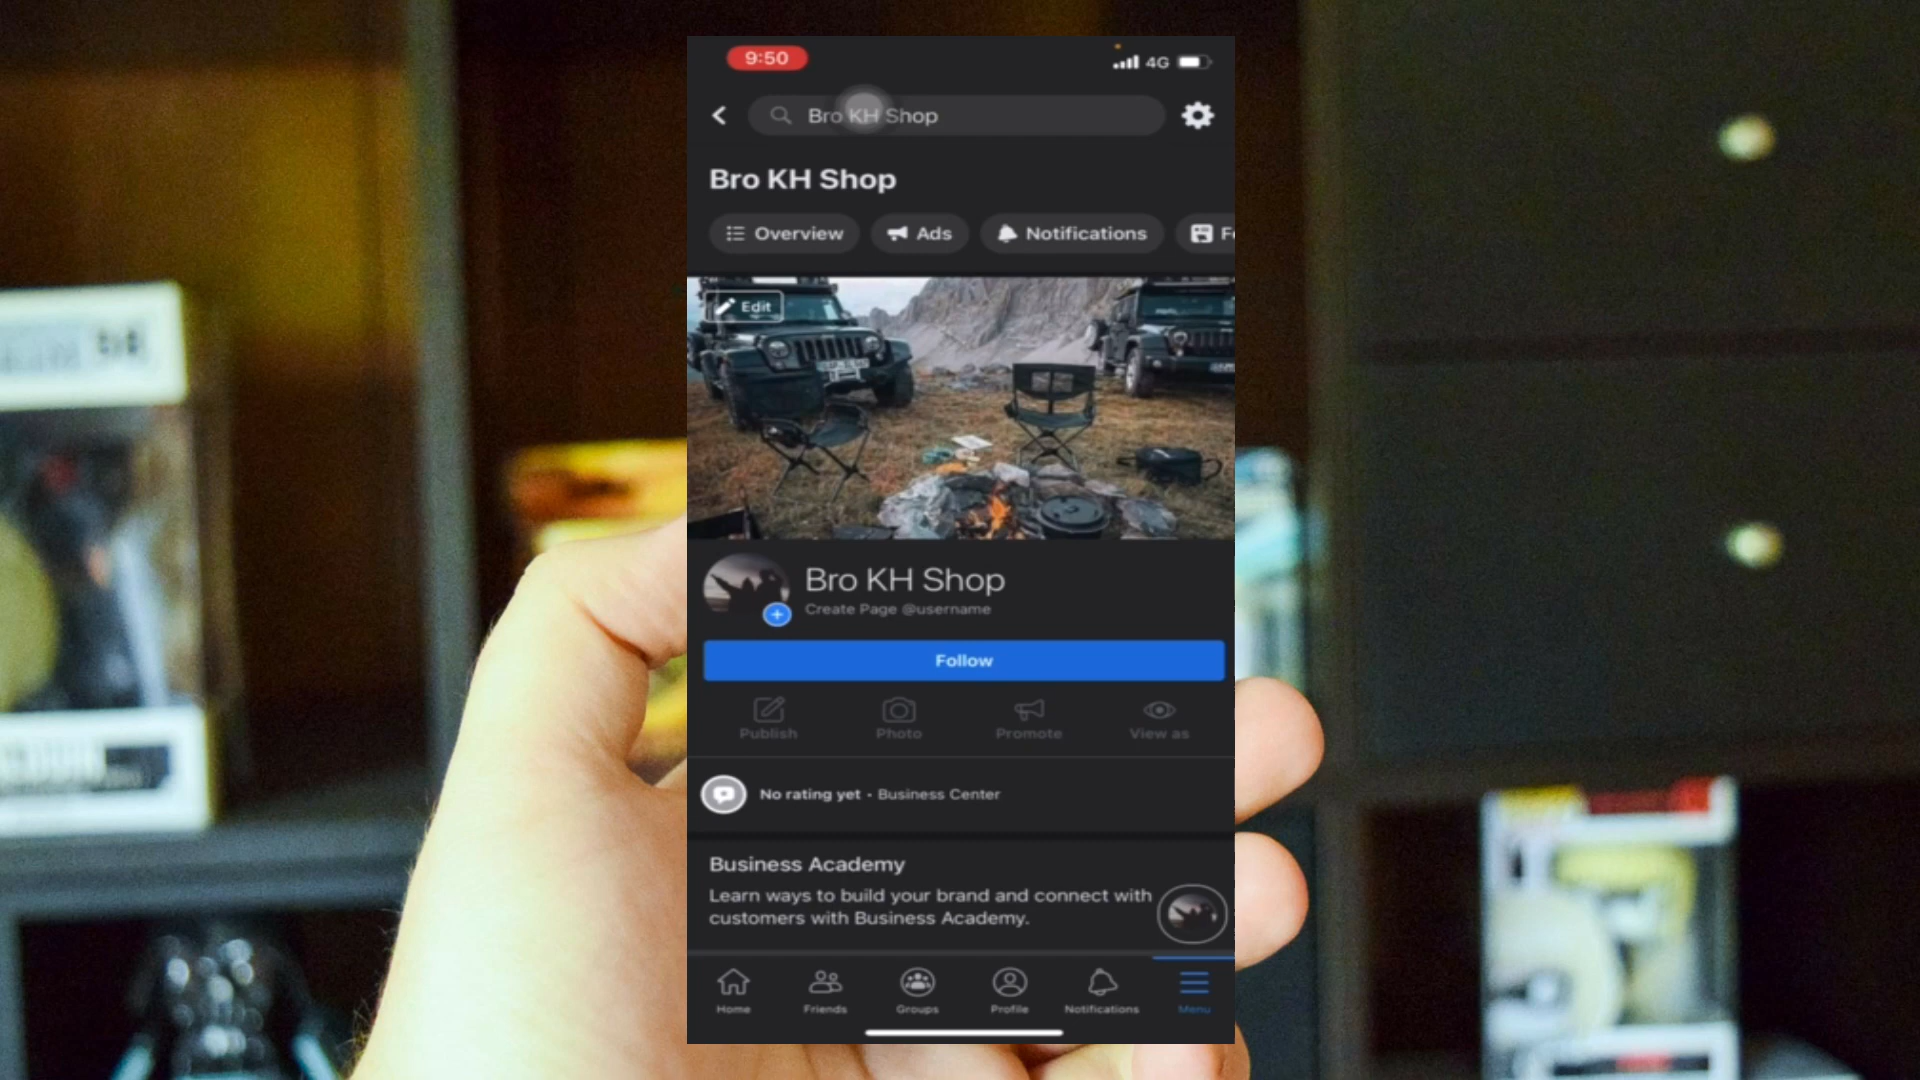 9:50
4G
Bro KH Shop
Bro KH Shop
Overview
Ads
Notifications
Edit
Bro KH Shop
Create Page @username
Follow
Publish
Photo
Promote
View as
No rating yet · Business Center
Business Academy
Learn ways to build your brand and connect with
customers with Business Academy.
Home
Friends
Groups
Profile
Notifications
Menu